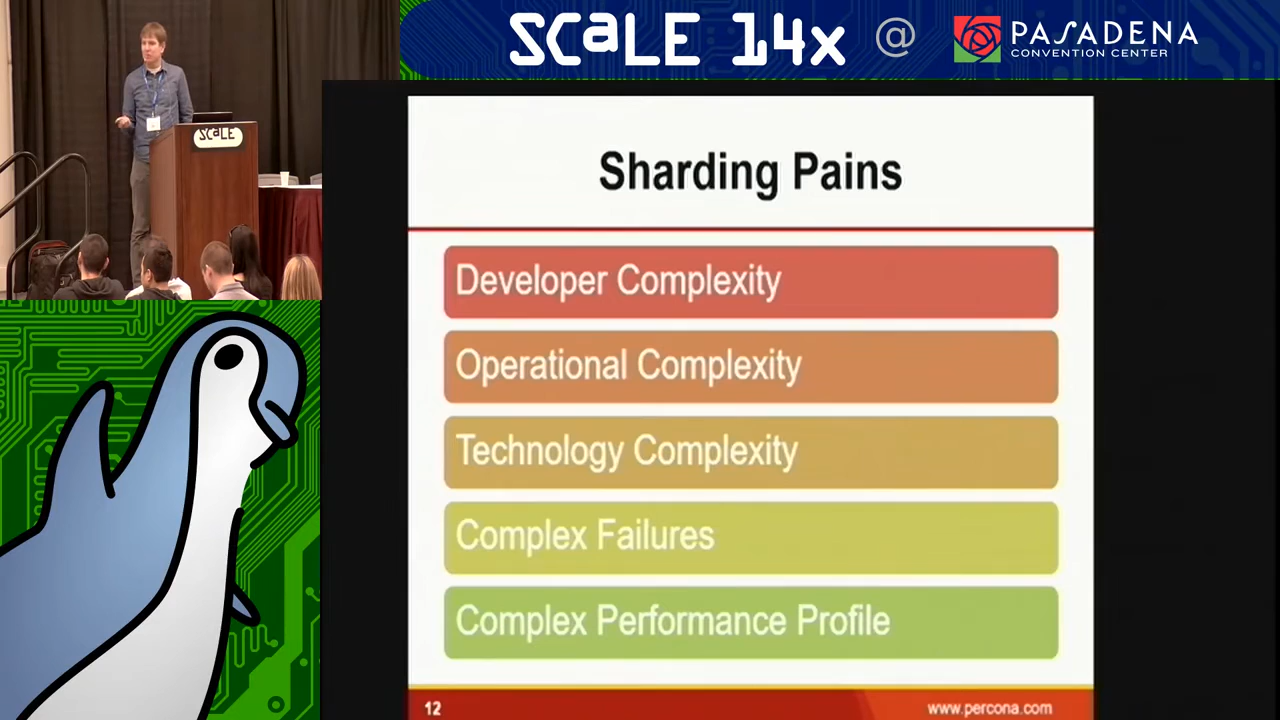 SCALE 14x @ PASADENA
CONVENTION CENTER
SCALE
Sharding Pains
Developer Complexity
Operational Complexity
Technology Complexity
Complex Failures
Complex Performance Profile
12
www.percona.com